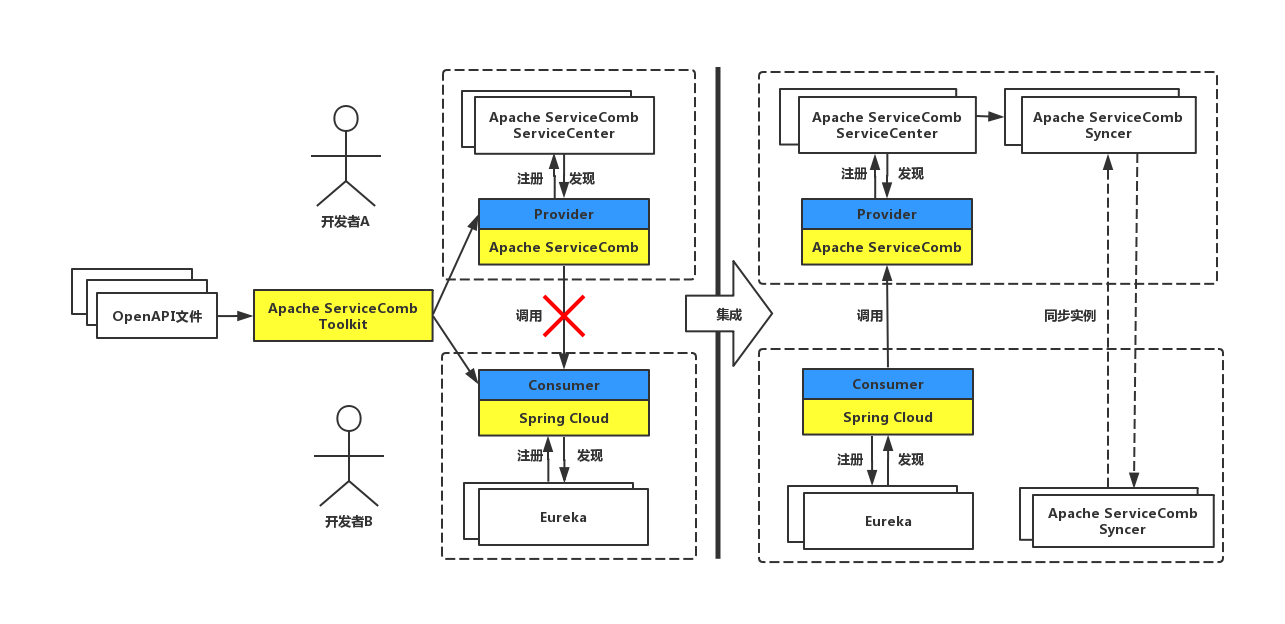 开发者A
OpenAPI文件
Apache ServiceComb
Toolkit
开发者B
Apache ServiceComb
ServiceCenter
注册
发现
Provider
Apache ServiceComb
调用
Consumer
Spring Cloud
注册
发现
Eureka
集成
Apache ServiceComb
ServiceCenter
Apache ServiceComb
Syncer
注册
发现
Provider
Apache ServiceComb
调用
同步实例
Consumer
Spring Cloud
注册
发现
Eureka
Apache ServiceComb
Syncer